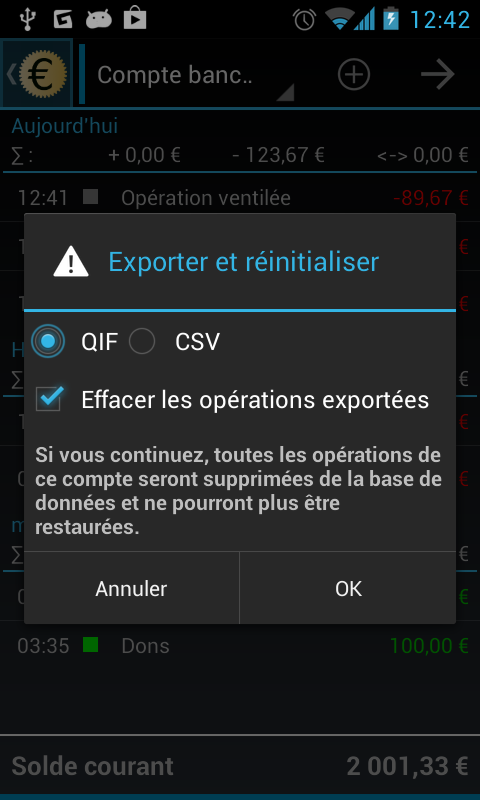 12:42
Compte banc..
Aujourd'hui
∑ : + 0,00 € - 123,67 € <-> 0,00 €
12:41 Opération ventilée -89,67 €
Exporter et réinitialiser
QIF CSV
Effacer les opérations exportées
Si vous continuez, toutes les opérations de
ce compte seront supprimées de la base de
données et ne pourront plus être
restaurées.
Annuler OK
03:35 Dons 100,00 €
Solde courant 2 001,33 €